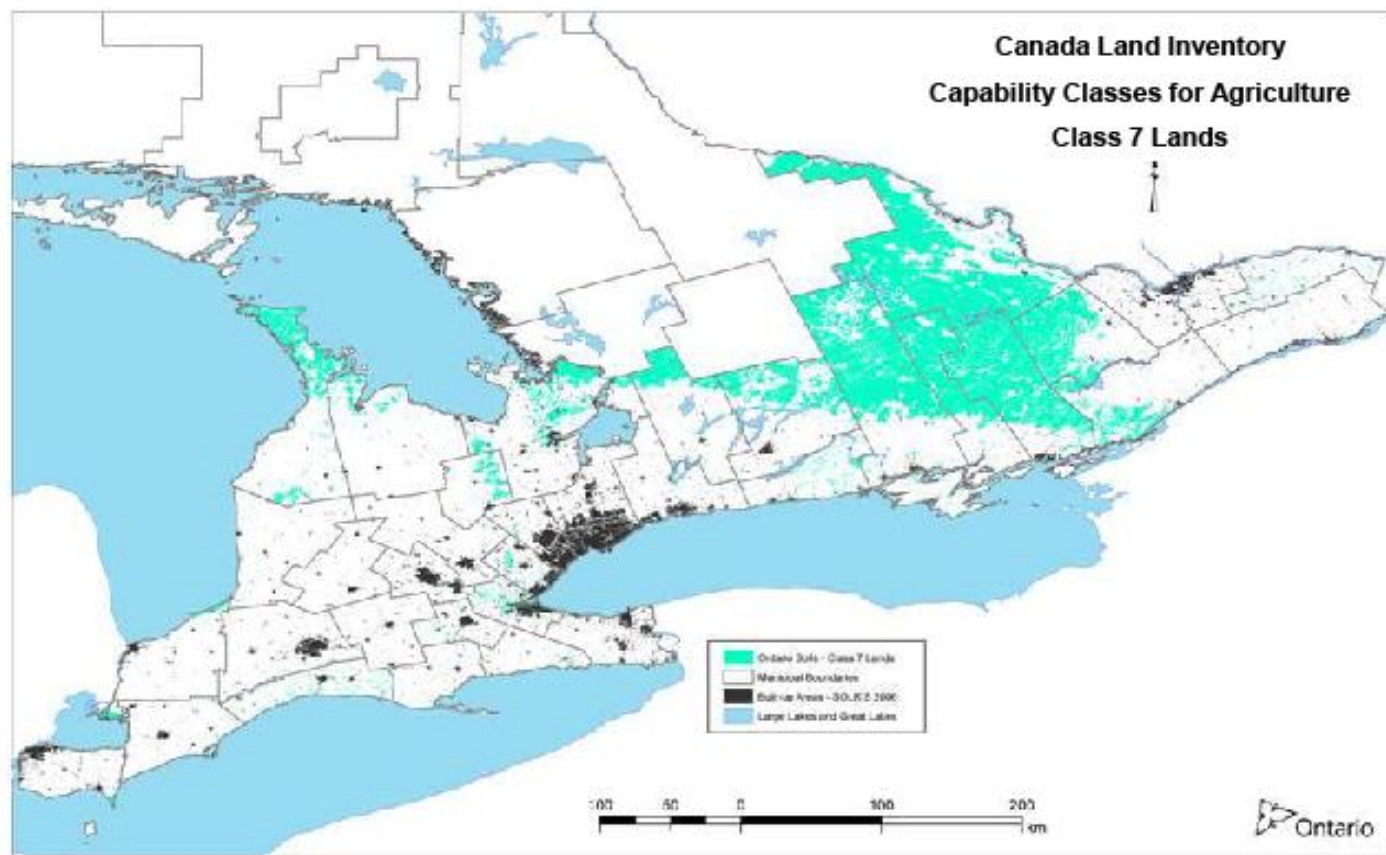 Canada Land Inventory
Capability Classes for Agriculture
Class 7 Lands
Ontario Soils - Class 7 Lands
Municipal Boundaries
Built-up Areas - SOLRIS
Large Lakes and Great Lakes
100 50 0 100 200
km
Ontario